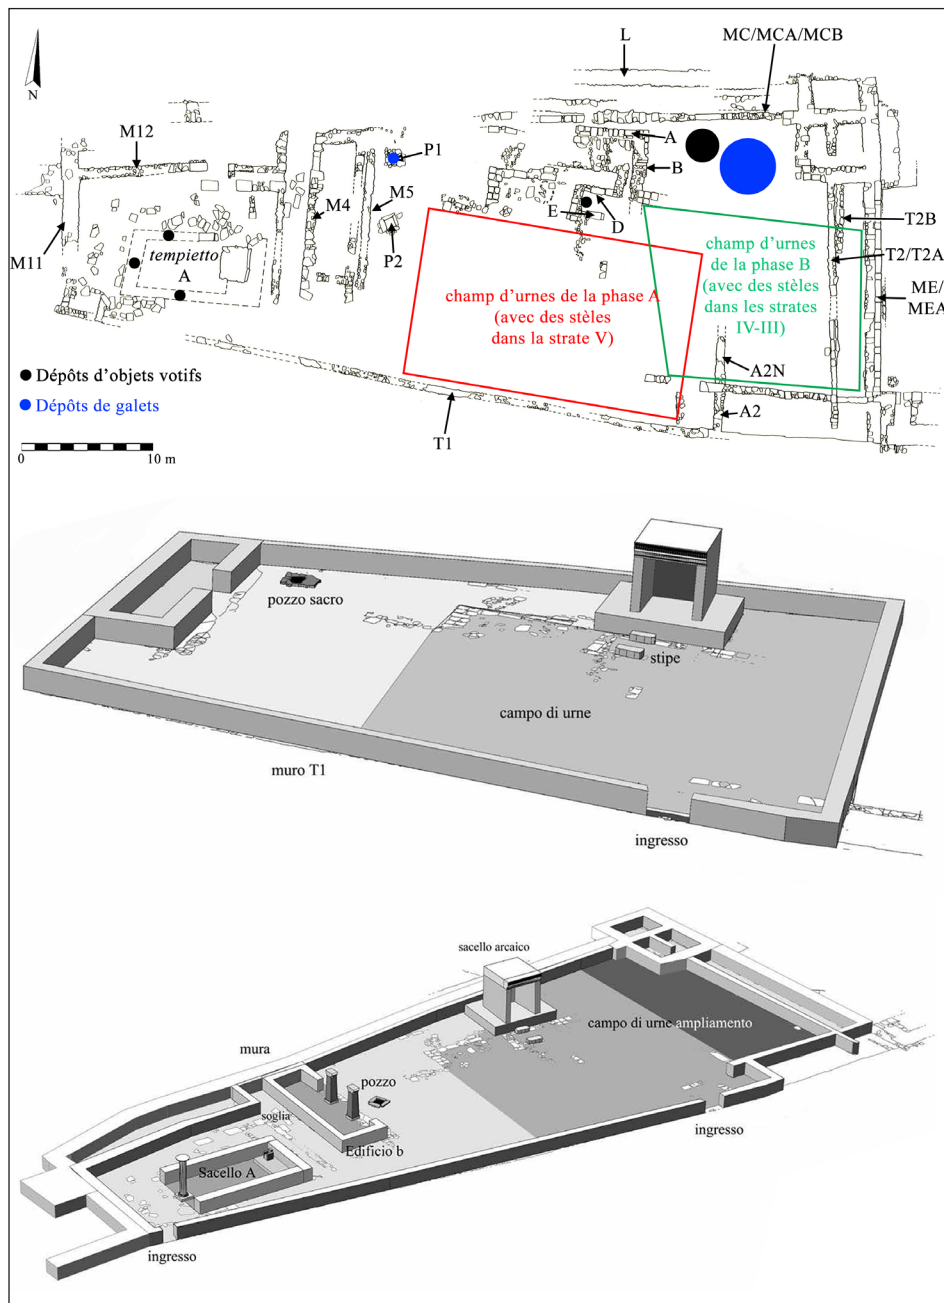 L
MC/MCA/MCB
N
M12
A
P1
B
M4
M5
E
D
T2B
M11
tempietto
A
P2
champ d'urnes
de la phase B
(avec des stèles
dans les strates
IV-III)
T2/T2A
ME/
MEA
champ d'urnes de la phase A
(avec des stèles
dans la strate V)
Dépôts d'objets votifs
A2N
Dépôts de galets
A2
T1
0
10 m
pozzo sacro
stipe
campo di urne
muro T1
ingresso
sacello arcaico
campo di urne ampliamento
mura
pozzo
soglia
ingresso
Edificio b
Sacello A
ingresso